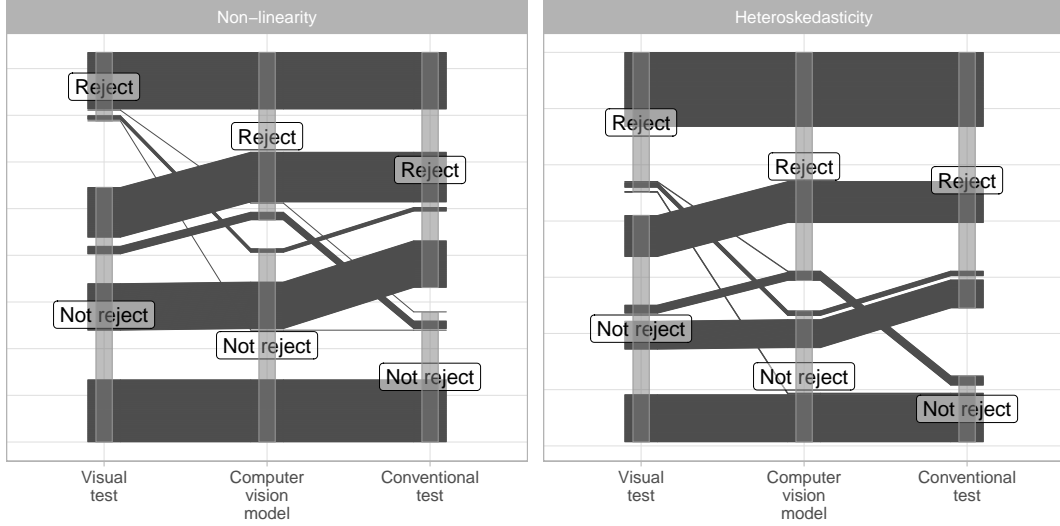 Non−linearity
Heteroskedasticity
Reject
Reject
Reject
Not reject
Not reject
Not reject
Reject
Reject
Reject
Not reject
Not reject
Not reject
Visual
test
Computer
vision
model
Conventional
test
Visual
test
Computer
vision
model
Conventional
test